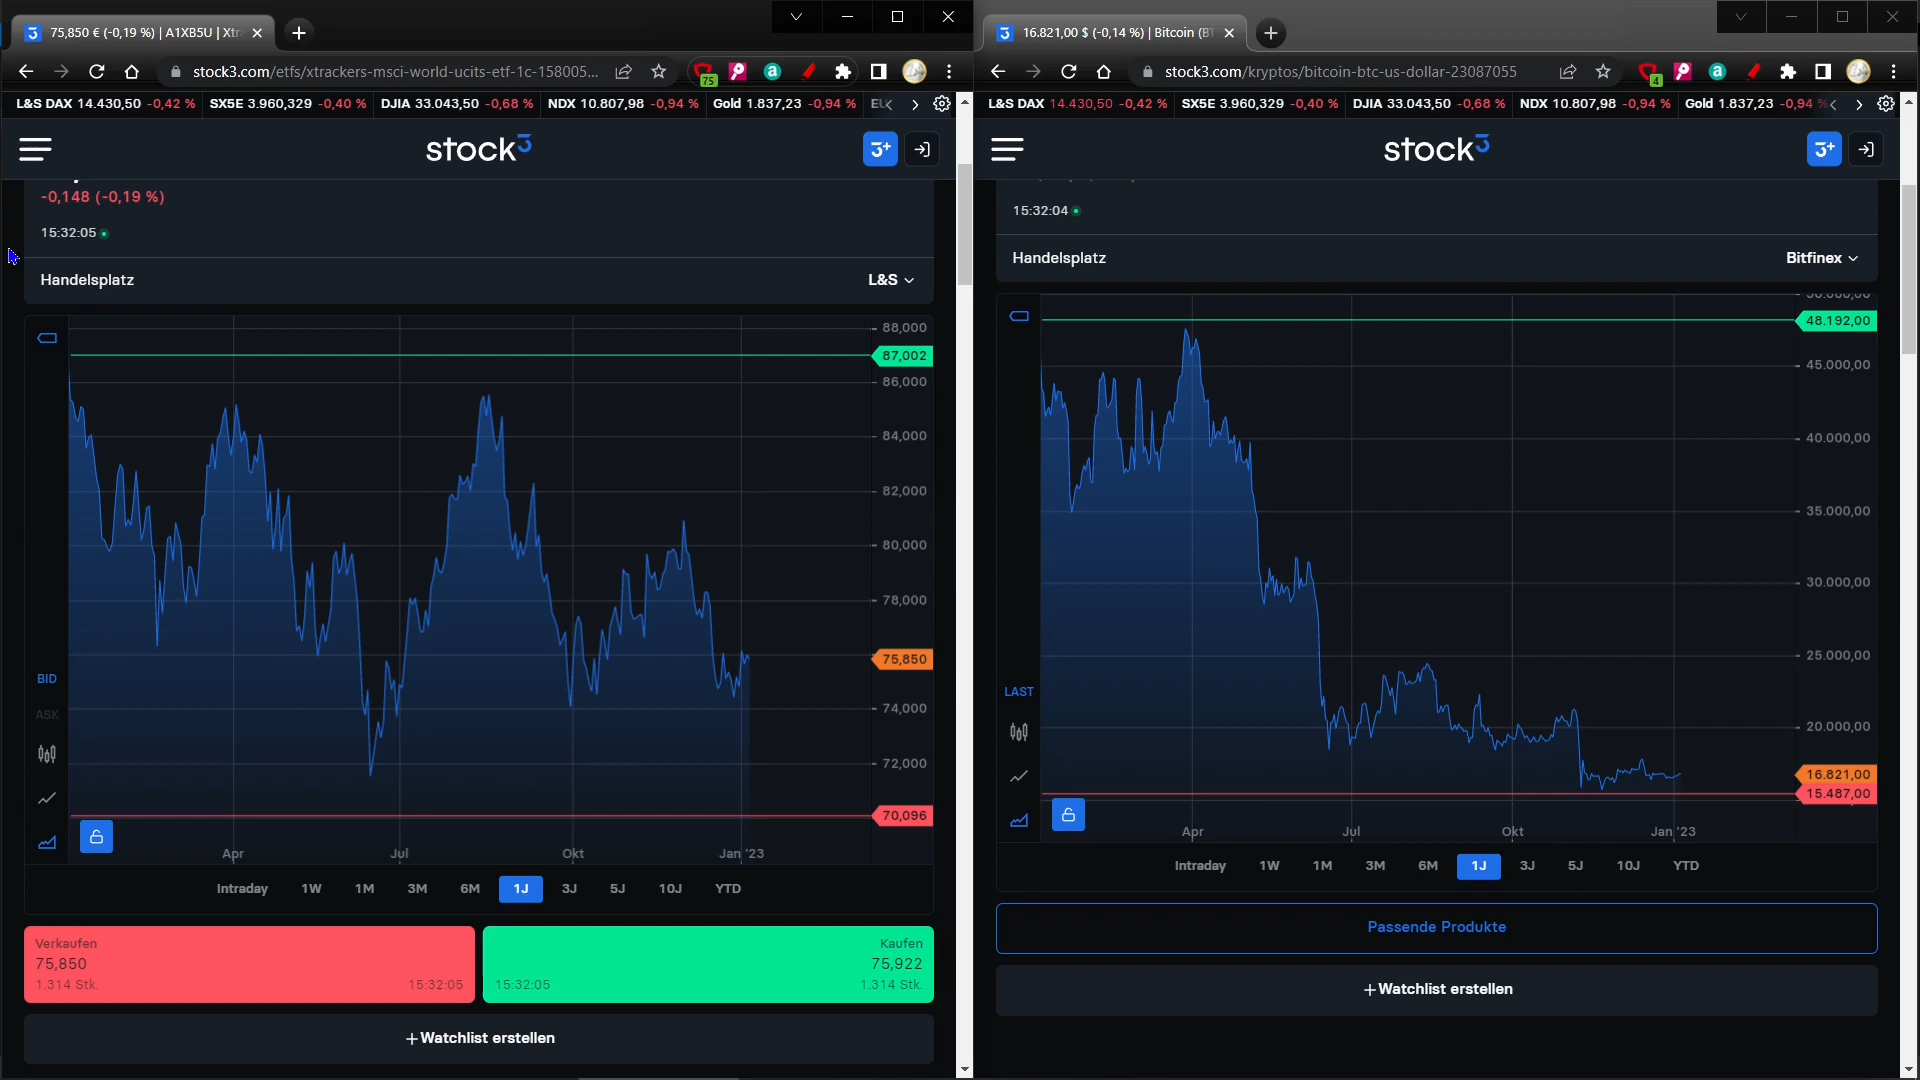 75,850 € (-0,19 %) | A1XB5U | Xtr
stock3.com/etfs/xtrackers-msci-world-ucits-etf-1c-158005...
75
L&S DAX 14.430,50 -0,42 % SX5E 3.960,329 -0,40 % DJIA 33.043,50 -0,68 % NDX 10.807,98 -0,94 % Gold 1.837,23 -0,94 %
stock3
3+
-0,148 (-0,19 %)
15:32:05
Handelsplatz L&S
88,000
87,002
86,000
84,000
82,000
80,000
78,000
75,850
74,000
72,000
70,096
BID
ASK
Apr Jul Okt Jan '23
Intraday 1W 1M 3M 6M 1J 3J 5J 10J YTD
Verkaufen
75,850
1.314 Stk. 15:32:05
Kaufen
75,922
15:32:05 1.314 Stk.
+Watchlist erstellen
16.821,00 $ (-0,14 %) | Bitcoin (BT
stock3.com/kryptos/bitcoin-btc-us-dollar-23087055
4
L&S DAX 14.430,50 -0,42 % SX5E 3.960,329 -0,40 % DJIA 33.043,50 -0,68 % NDX 10.807,98 -0,94 % Gold 1.837,23 -0,94 %
stock3
3+
15:32:04
Handelsplatz Bitfinex
50.000,00
48.192,00
45.000,00
40.000,00
35.000,00
30.000,00
25.000,00
20.000,00
16.821,00
15.487,00
LAST
Apr Jul Okt Jan '23
Intraday 1W 1M 3M 6M 1J 3J 5J 10J YTD
Passende Produkte
+Watchlist erstellen